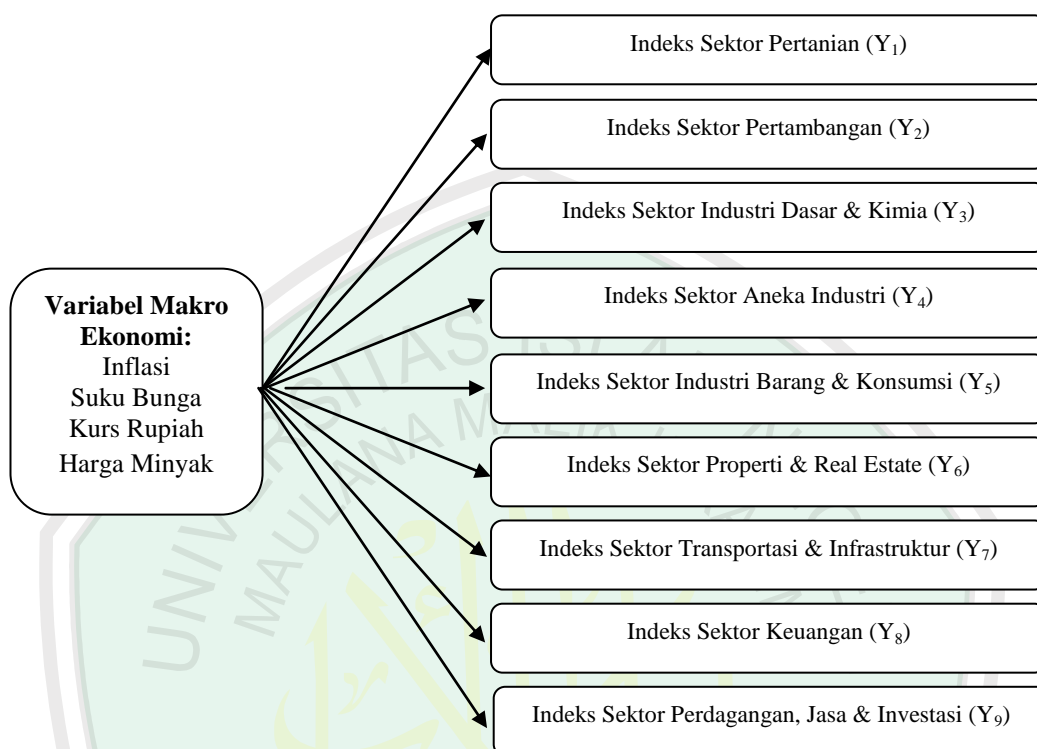 Indeks Sektor Pertanian (Y₁)
Indeks Sektor Pertambangan (Y₂)
Indeks Sektor Industri Dasar & Kimia (Y₃)
Indeks Sektor Aneka Industri (Y₄)
Indeks Sektor Industri Barang & Konsumsi (Y₅)
Indeks Sektor Properti & Real Estate (Y₆)
Indeks Sektor Transportasi & Infrastruktur (Y₇)
Indeks Sektor Keuangan (Y₈)
Indeks Sektor Perdagangan, Jasa & Investasi (Y₉)
Variabel Makro
Ekonomi:
Inflasi
Suku Bunga
Kurs Rupiah
Harga Minyak
MAULANA